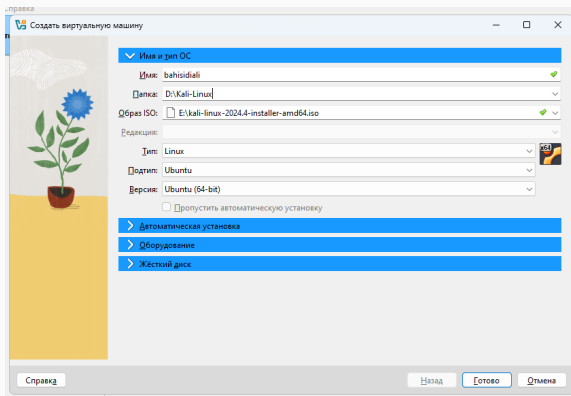 Справка
Создать виртуальную машину
Имя и тип ОС
Имя: bahisidiali
Папка: D:\Kali-Linux
Образ ISO: E:\kali-linux-2024.4-installer-amd64.iso
Редакция:
Тип: Linux
x64
Подтип: Ubuntu
Версия: Ubuntu (64-bit)
Пропустить автоматическую установку
Автоматическая установка
Оборудование
Жёсткий диск
Справка Назад Готово Отмена